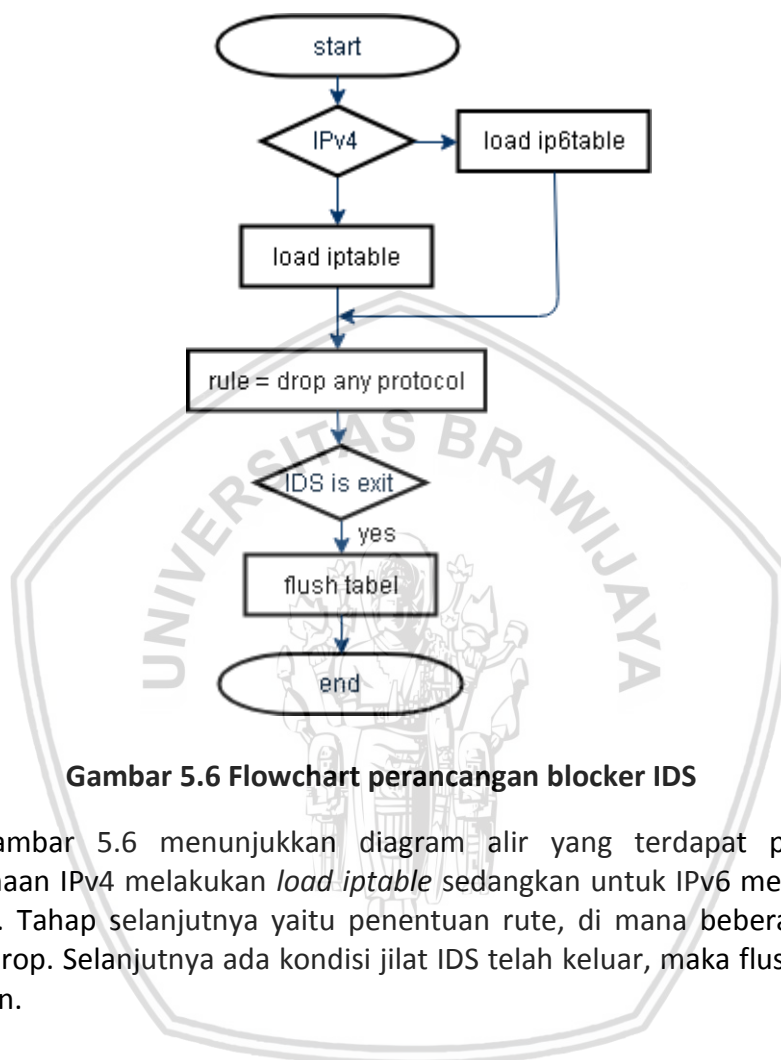 start
IPv4
load ip6table
load iptable
rule = drop any protocol
IDS is exit
yes
flush tabel
end
UNIVERSITAS BRAWIJAYA
Gambar 5.6 Flowchart perancangan blocker IDS
ambar 5.6 menunjukkan diagram alir yang terdapat p
naan IPv4 melakukan load iptable sedangkan untuk IPv6 me
. Tahap selanjutnya yaitu penentuan rute, di mana bebera
rop. Selanjutnya ada kondisi jilat IDS telah keluar, maka flus
n.